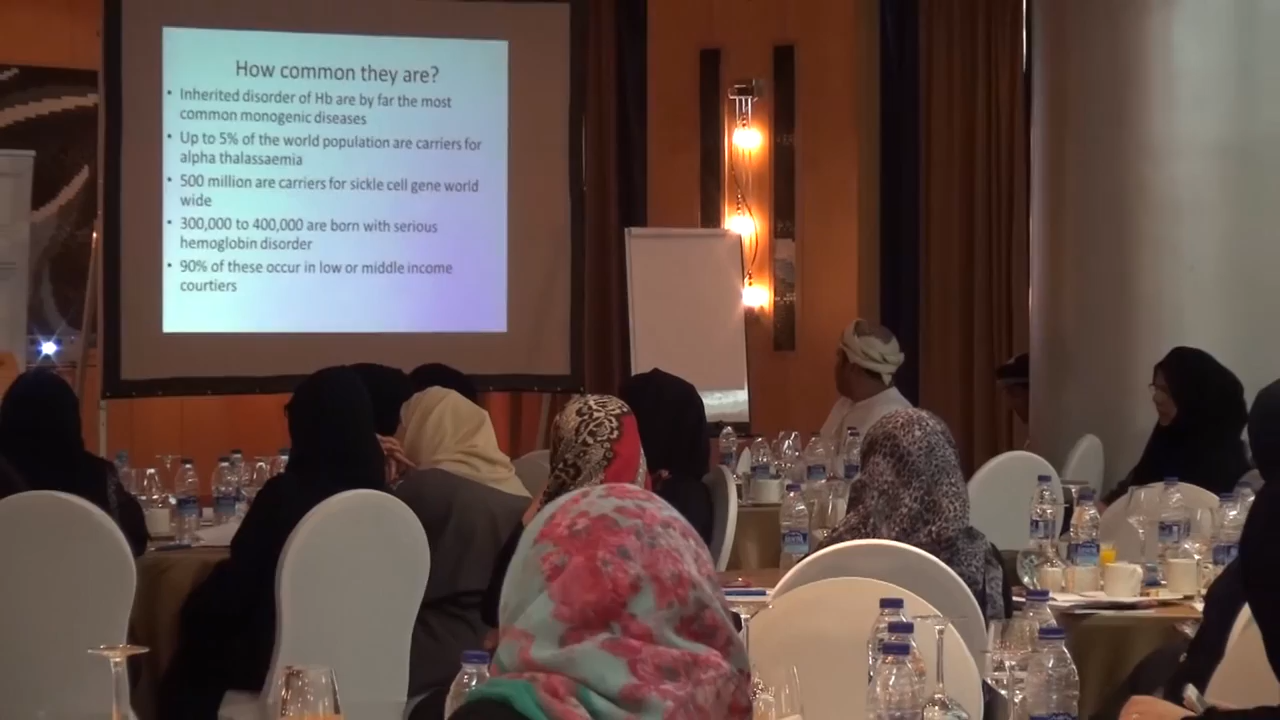 How common they are?
• Inherited disorder of Hb are by far the most
common monogenic diseases
• Up to 5% of the world population are carriers for
alpha thalassaemia
• 500 million are carriers for sickle cell gene world
wide
• 300,000 to 400,000 are born with serious
hemoglobin disorder
• 90% of these occur in low or middle income
courtiers